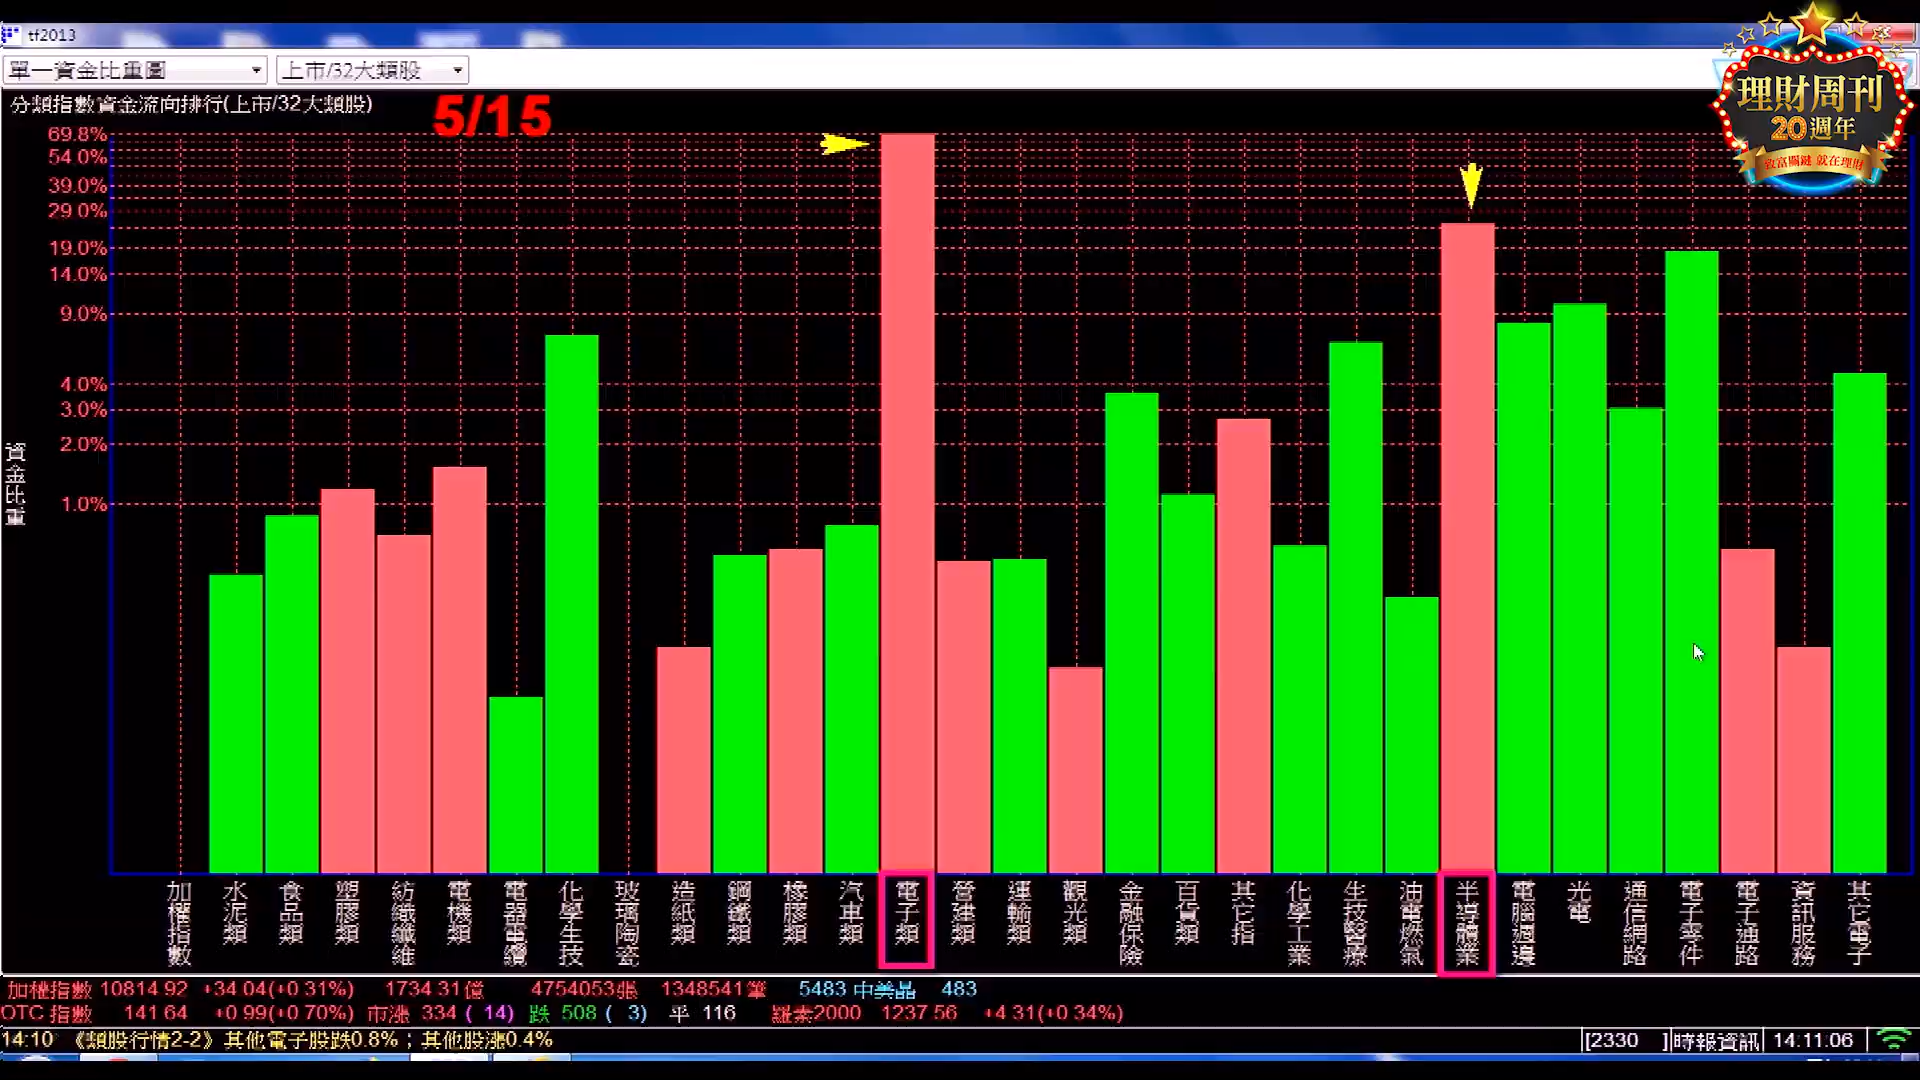 tf2013
單一資金比重圖
上市/32大類股
分類指數資金流向排行(上市/32大類股)
5/15
理財周刊
20週年
致富關鍵 就在理財
69.8%
54.0%
39.0%
29.0%
19.0%
14.0%
9.0%
4.0%
3.0%
2.0%
1.0%
資金比重
加權指數
水泥類
食品類
塑膠類
紡織纖維
電機類
電器電纜
化學生技
玻璃陶瓷
造紙類
鋼鐵類
橡膠類
汽車類
電子類
營建類
運輸類
觀光類
金融保險
百貨類
其它指
化學工業
生技醫療
油電燃氣
半導體業
電腦週邊
光電
通信網路
電子零件
電子通路
資訊服務
其它電子
加權指數 10814.92 +34.04(+0.31%) 1734.31億 4754053張 1348541筆 5483 中美晶 483
OTC 指數 141.64 +0.99(+0.70%) 市漲 334 ( 14) 跌 508 ( 3) 平 116 羅素2000 1237.56 +4.31(+0.34%)
14:10 《類股行情2-2》其他電子股跌0.8%；其他股漲0.4% [2330 ]時報資訊 14:11:06